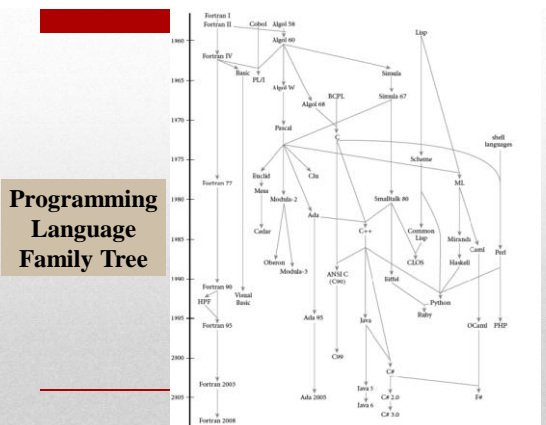 Programming
Language
Family Tree
Fortran I
Fortran II
Cobol
Algol 58
Lisp
1960
Algol 60
Fortran IV
Basic
PL/I
Simula
1965
Algol W
Algol 68
BCPL
Simula 67
1970
Pascal
C
shell
languages
1975
Scheme
Euclid
Clu
Fortran 77
Mesa
ML
1980
Modula-2
Smalltalk 80
Ada
C++
Common
Lisp
Miranda
1985
Cedar
Caml
Perl
Oberon
Modula-3
CLOS
Haskell
ANSI C
(C90)
Eiffel
1990
Fortran 90
HPF
Visual
Basic
Python
Ruby
1995
Fortran 95
Ada 95
Java
OCaml
PHP
2000
C99
C#
Fortran 2003
Java 5
2005
Ada 2005
C# 2.0
F#
Java 6
C# 3.0
Fortran 2008